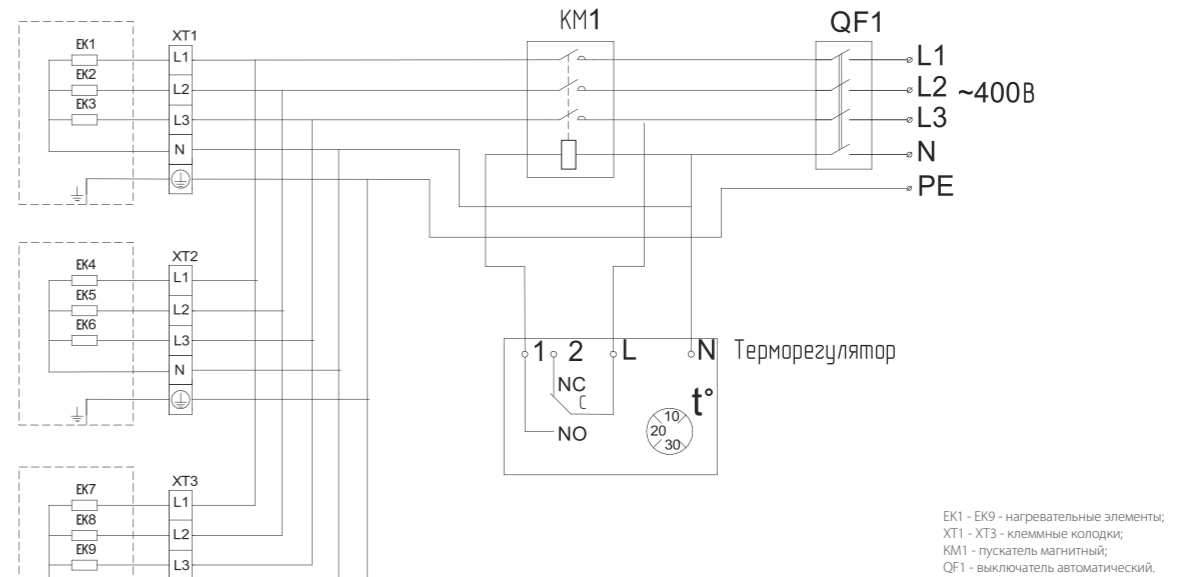 KM1
QF1
EK1
EK2
EK3
XT1
L1
L2
L3
N
L1
L2 ~400В
L3
N
PE
EK4
EK5
EK6
XT2
L1
L2
L3
N
1 2 L N Терморегулятор
NC
C
NO
t°
10
20
30
EK7
EK8
EK9
XT3
L1
L2
L3
EK1 - EK9 - нагревательные элементы;
XT1 - XT3 - клеммные колодки;
KM1 - пускатель магнитный;
QF1 - выключатель автоматический.